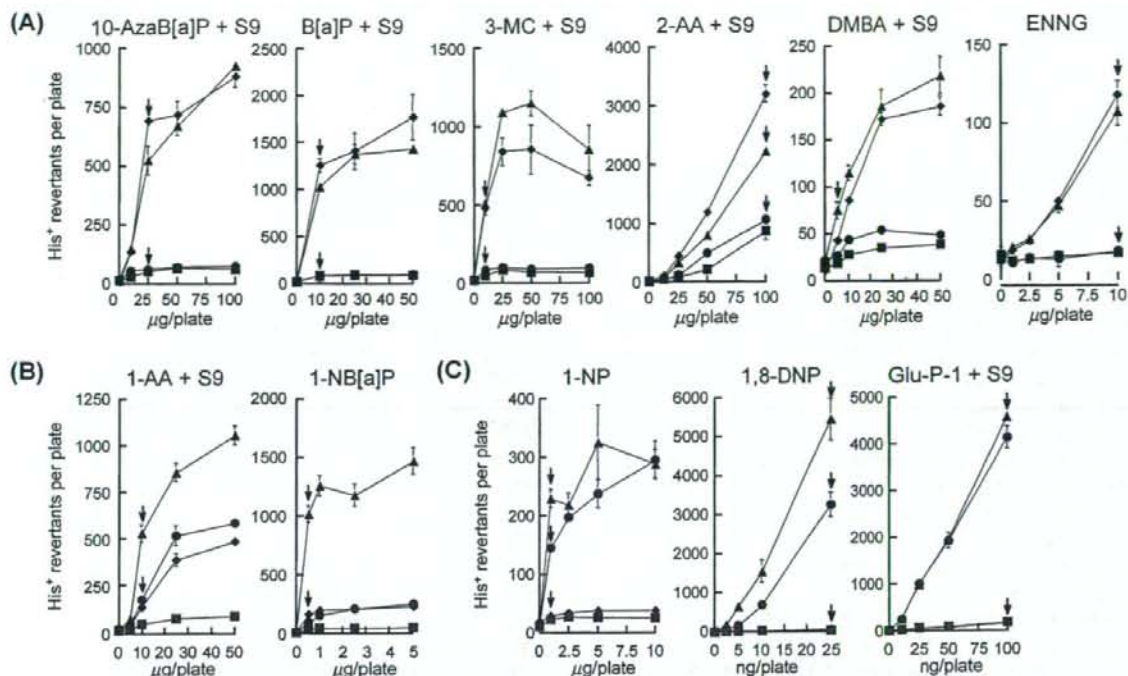 (A)
10-AzaB[a]P + S9
B[a]P + S9
3-MC + S9
2-AA + S9
DMBA + S9
ENNG
His⁺ revertants per plate
1000
750
500
250
0
0 25 50 75 100
μg/plate
2500
2000
1500
1000
500
0
0 10 20 30 40 50
μg/plate
1500
1000
500
0
0 25 50 75 100
μg/plate
4000
3000
2000
1000
0
0 25 50 75 100
μg/plate
250
200
150
100
50
0
0 10 20 30 40 50
μg/plate
150
100
50
0
0 2.5 5 7.5 10
μg/plate
(B)
1-AA + S9
1-NB[a]P
His⁺ revertants per plate
1250
1000
750
500
250
0
0 10 20 30 40 50
μg/plate
2000
1500
1000
500
0
0 1 2 3 4 5
μg/plate
(C)
1-NP
1,8-DNP
Glu-P-1 + S9
His⁺ revertants per plate
400
300
200
100
0
0 2.5 5 7.5 10
μg/plate
6000
5000
4000
3000
2000
1000
0
0 5 10 15 20 25
ng/plate
5000
4000
3000
2000
1000
0
0 25 50 75 100
ng/plate